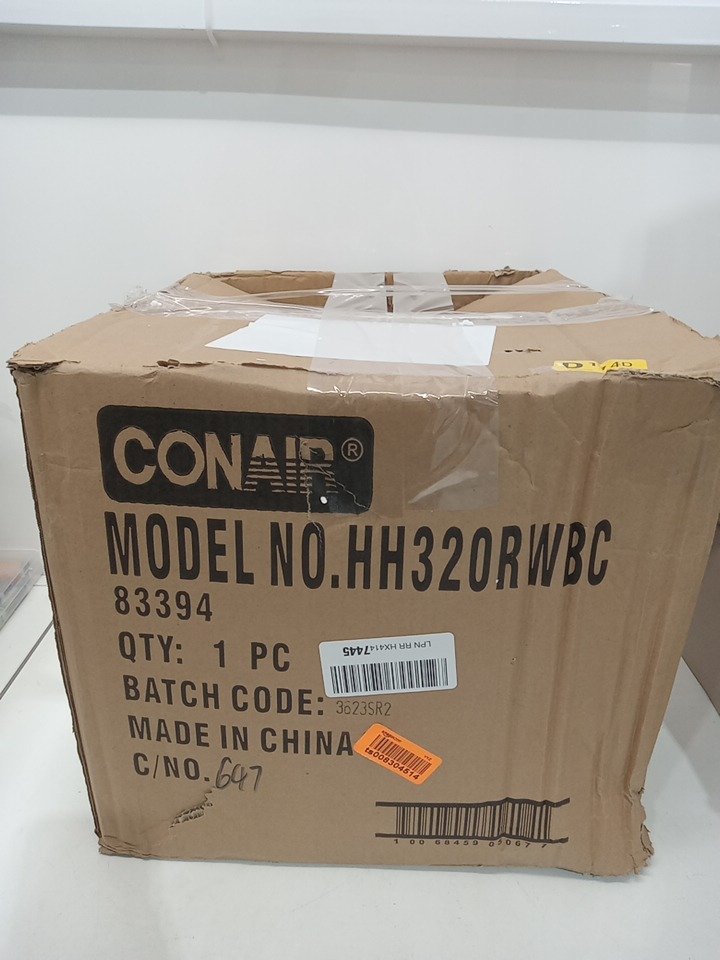 CONAIR®
MODEL NO.HH320RWBC
83394
QTY: 1 PC
LPN RR HX4147445
BATCH CODE: 3623SR2
MADE IN CHINA
ts008304514
C/NO. 647